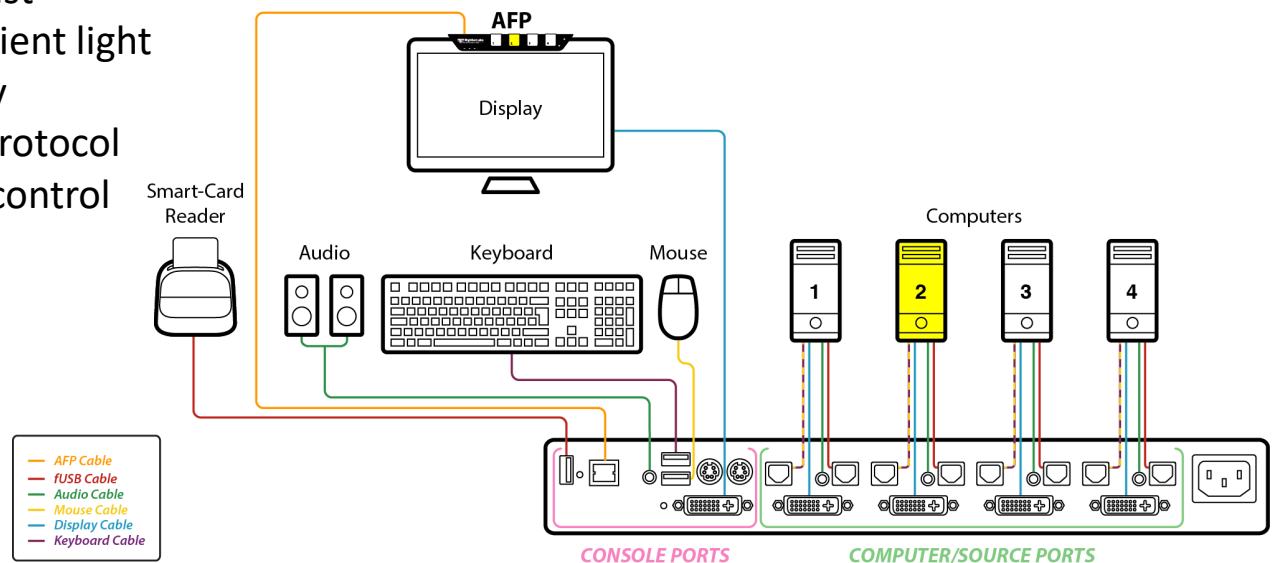 ient light
rotocol
control
AFP
Display
Smart-Card
Reader
Audio
Keyboard
Mouse
Computers
1
2
3
4
AFP Cable
fUSB Cable
Audio Cable
Mouse Cable
Display Cable
Keyboard Cable
CONSOLE PORTS
COMPUTER/SOURCE PORTS